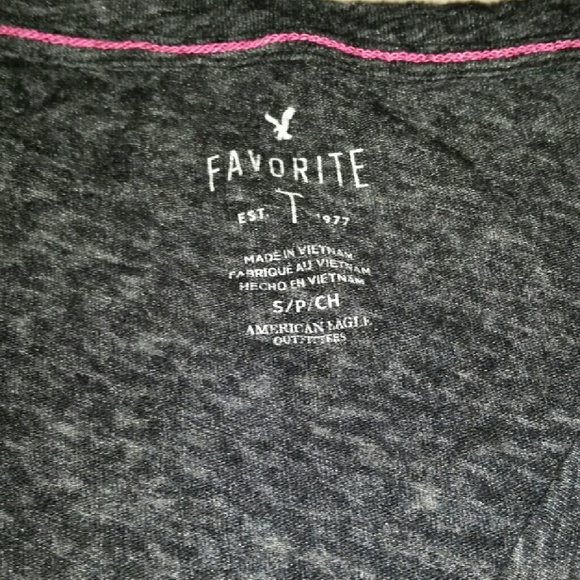 FAVORITE
EST. T 1977
MADE IN VIETNAM
FABRIQUÉ AU VIETNAM
HECHO EN VIETNAM
S/P/CH
AMERICAN EAGLE
OUTFITTERS